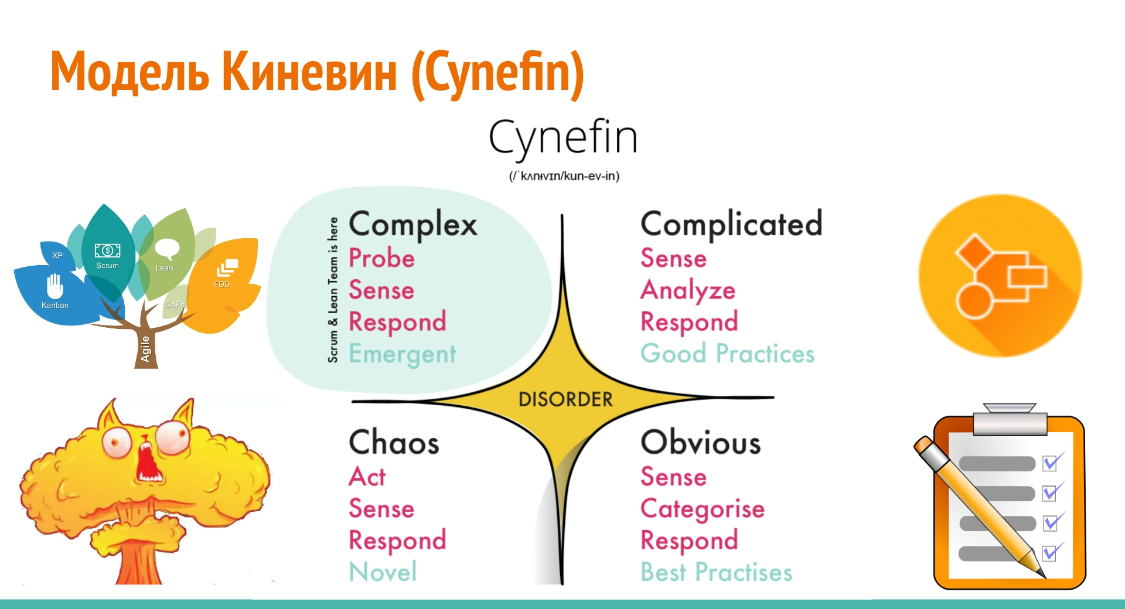 Модель Киневин (Cynefin)
Cynefin
(/ˈkʌnɪvɪn/kun-ev-in)
XP
Scrum
Lean
FDD
Kanban
Agile
Scrum & Lean Team is here
Complex
Probe
Sense
Respond
Emergent
Complicated
Sense
Analyze
Respond
Good Practices
DISORDER
Chaos
Act
Sense
Respond
Novel
Obvious
Sense
Categorise
Respond
Best Practises